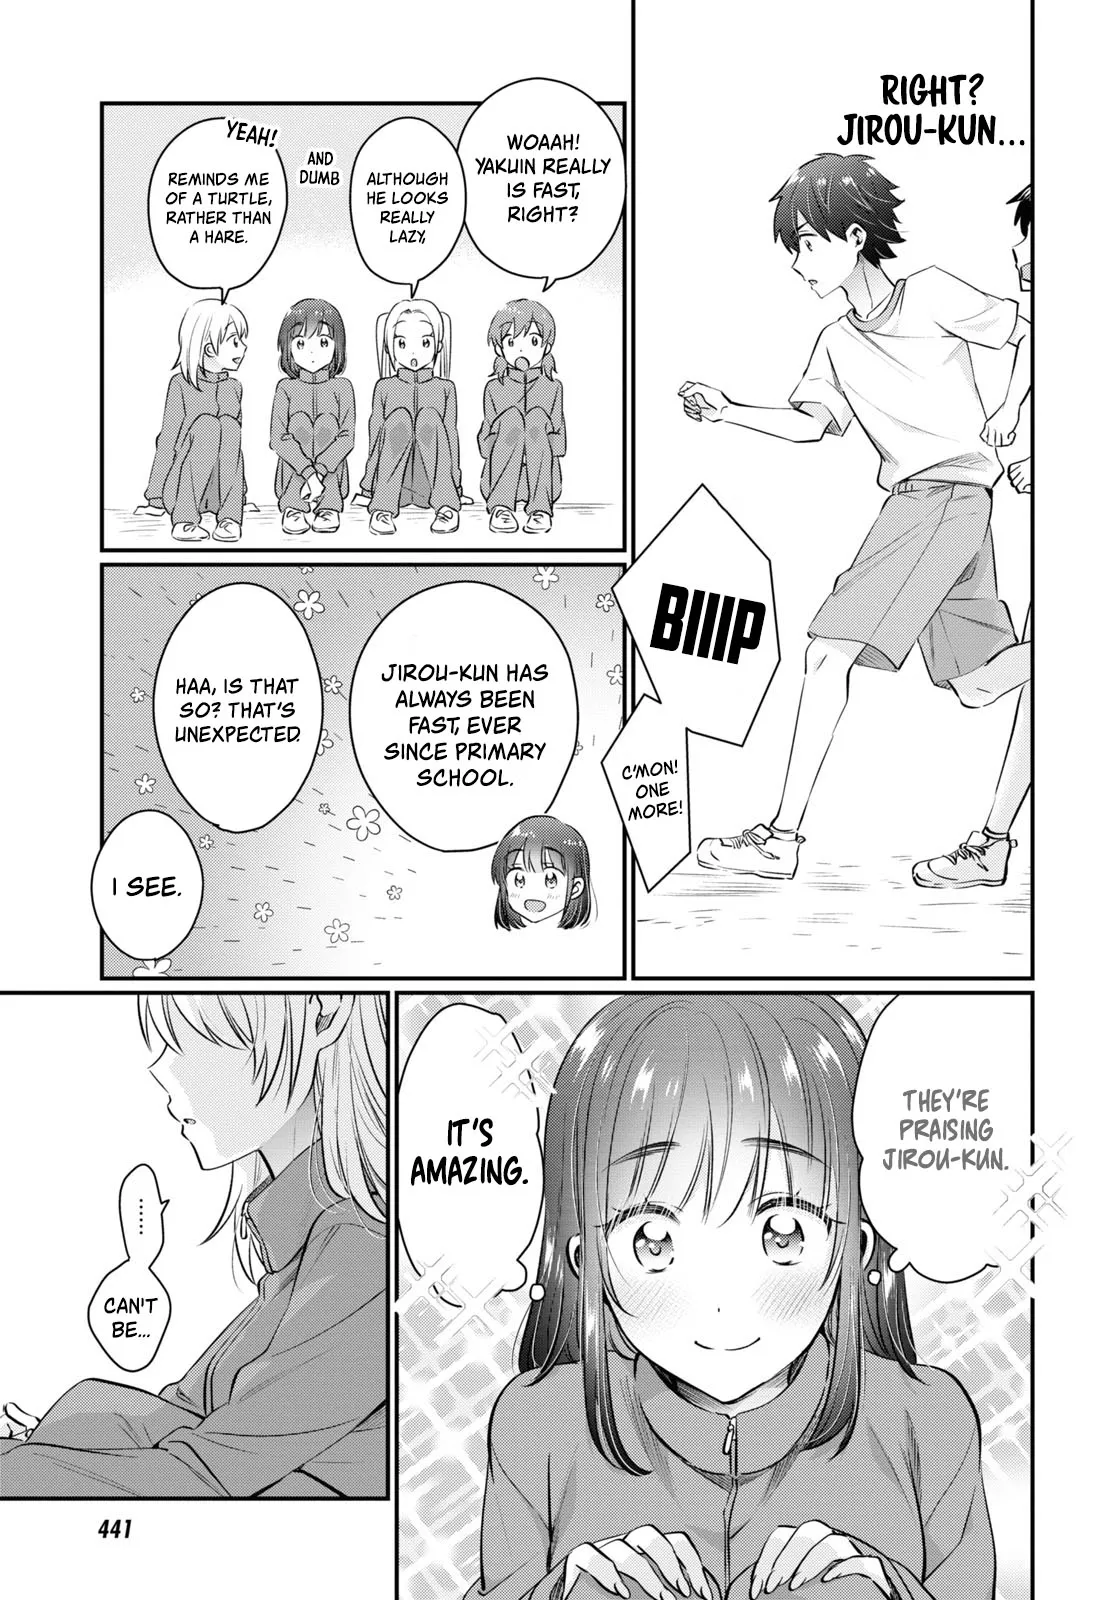 RIGHT?
JIROU-KUN...
BIIIP
C'MON!
ONE
MORE!
WOAAH!
YAKUIN REALLY
IS FAST,
RIGHT?
ALTHOUGH
HE LOOKS
REALLY
LAZY,
AND
DUMB
YEAH!
REMINDS ME
OF A TURTLE,
RATHER THAN
A HARE.
JIROU-KUN HAS
ALWAYS BEEN
FAST, EVER
SINCE PRIMARY
SCHOOL.
HAA, IS THAT
SO? THAT'S
UNEXPECTED.
I SEE.
THEY'RE
PRAISING
JIROU-KUN.
IT'S
AMAZING.
........
CAN'T
BE...
441